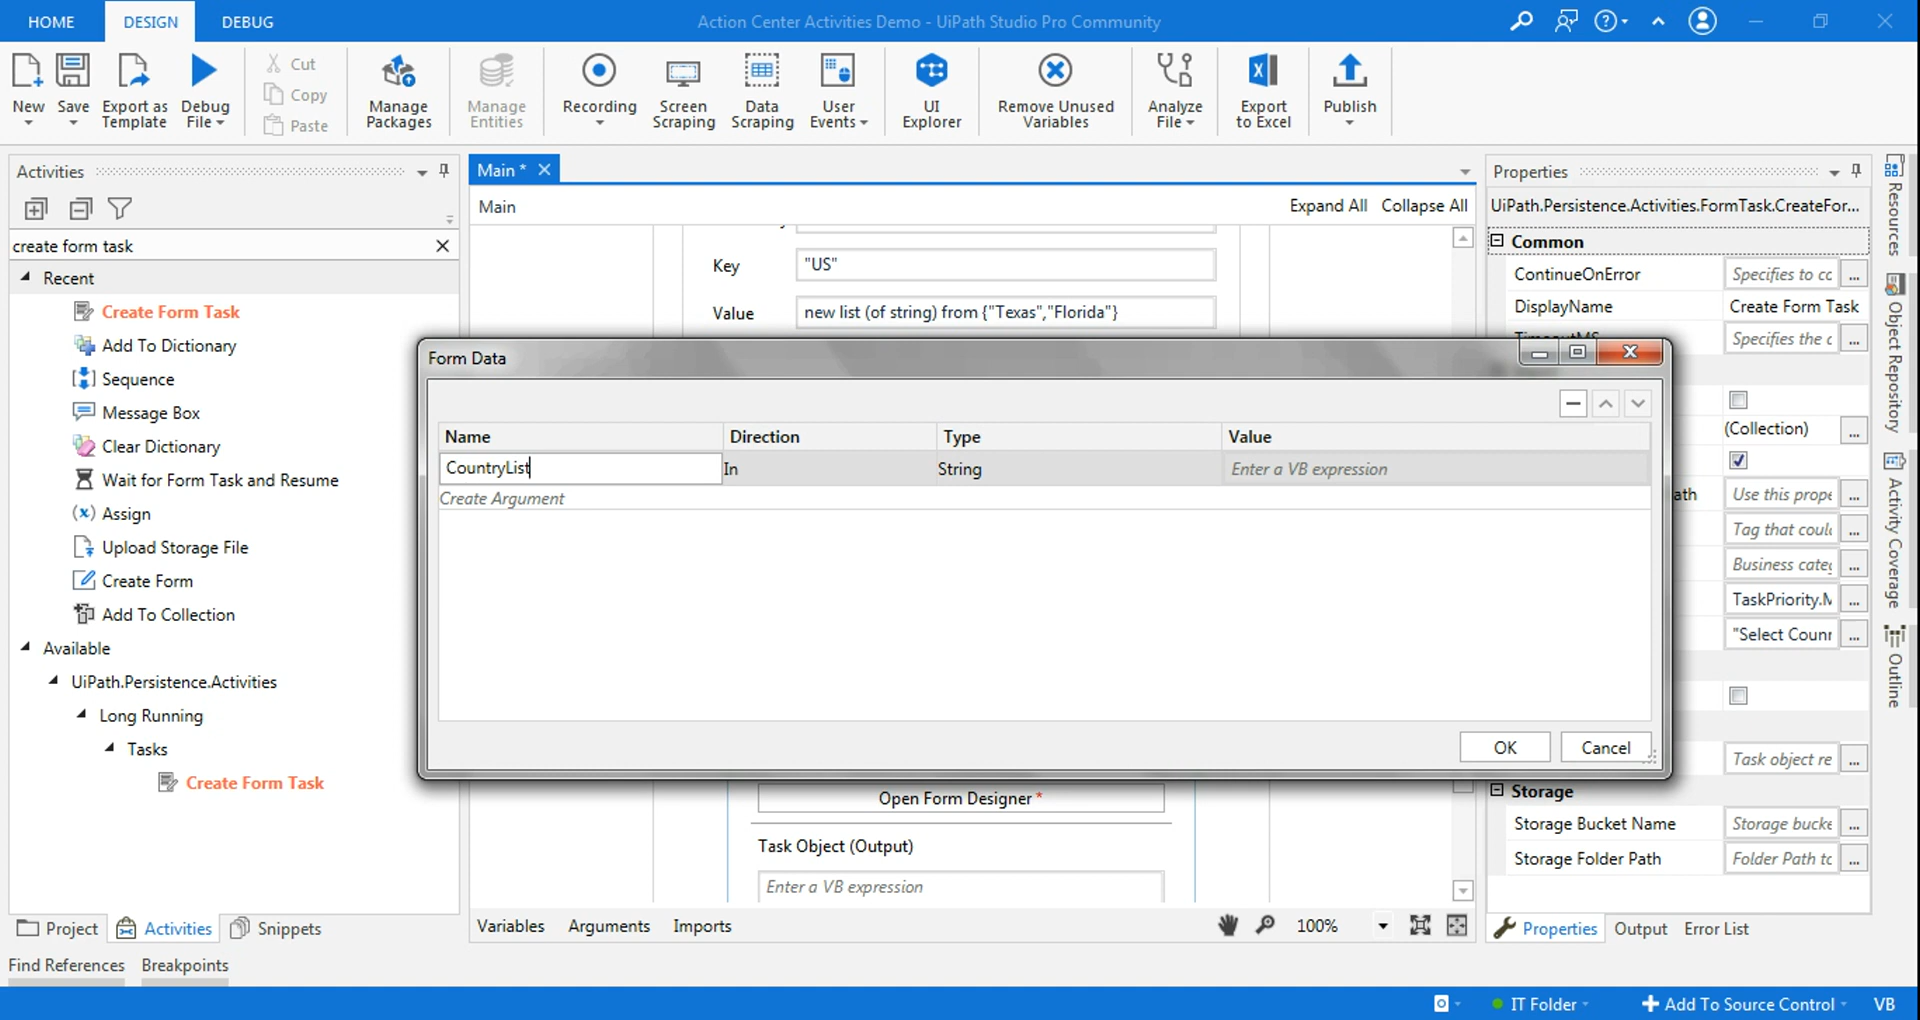 HOME DESIGN DEBUG Action Center Activities Demo - UiPath Studio Pro Community
New Save Export as Template Debug File Cut Copy Paste Manage Packages Manage Entities Recording Screen Scraping Data Scraping User Events UI Explorer Remove Unused Variables Analyze File Export to Excel Publish
Activities
create form task
Recent
Create Form Task
Add To Dictionary
Sequence
Message Box
Clear Dictionary
Wait for Form Task and Resume
Assign
Upload Storage File
Create Form
Add To Collection
Available
UiPath.Persistence.Activities
Long Running
Tasks
Create Form Task
Project Activities Snippets
Find References Breakpoints
Main *
Main Expand All Collapse All
Key "US"
Value new list (of string) from {"Texas","Florida"}
Form Data
Name Direction Type Value
CountryList In String Enter a VB expression
Create Argument
OK Cancel
Open Form Designer *
Task Object (Output)
Enter a VB expression
Variables Arguments Imports 100%
Properties
UiPath.Persistence.Activities.FormTask.CreateFor...
Common
ContinueOnError Specifies to cc ...
DisplayName Create Form Task
Specifies the c ...
(Collection) ...
ath Use this prope ...
Tag that coulc ...
Business categ ...
TaskPriority.M ...
"Select Coun ...
Task object re ...
Storage
Storage Bucket Name Storage bucke ...
Storage Folder Path Folder Path tc ...
Properties Output Error List
Resources
Object Repository
Activity Coverage
Outline
IT Folder Add To Source Control VB